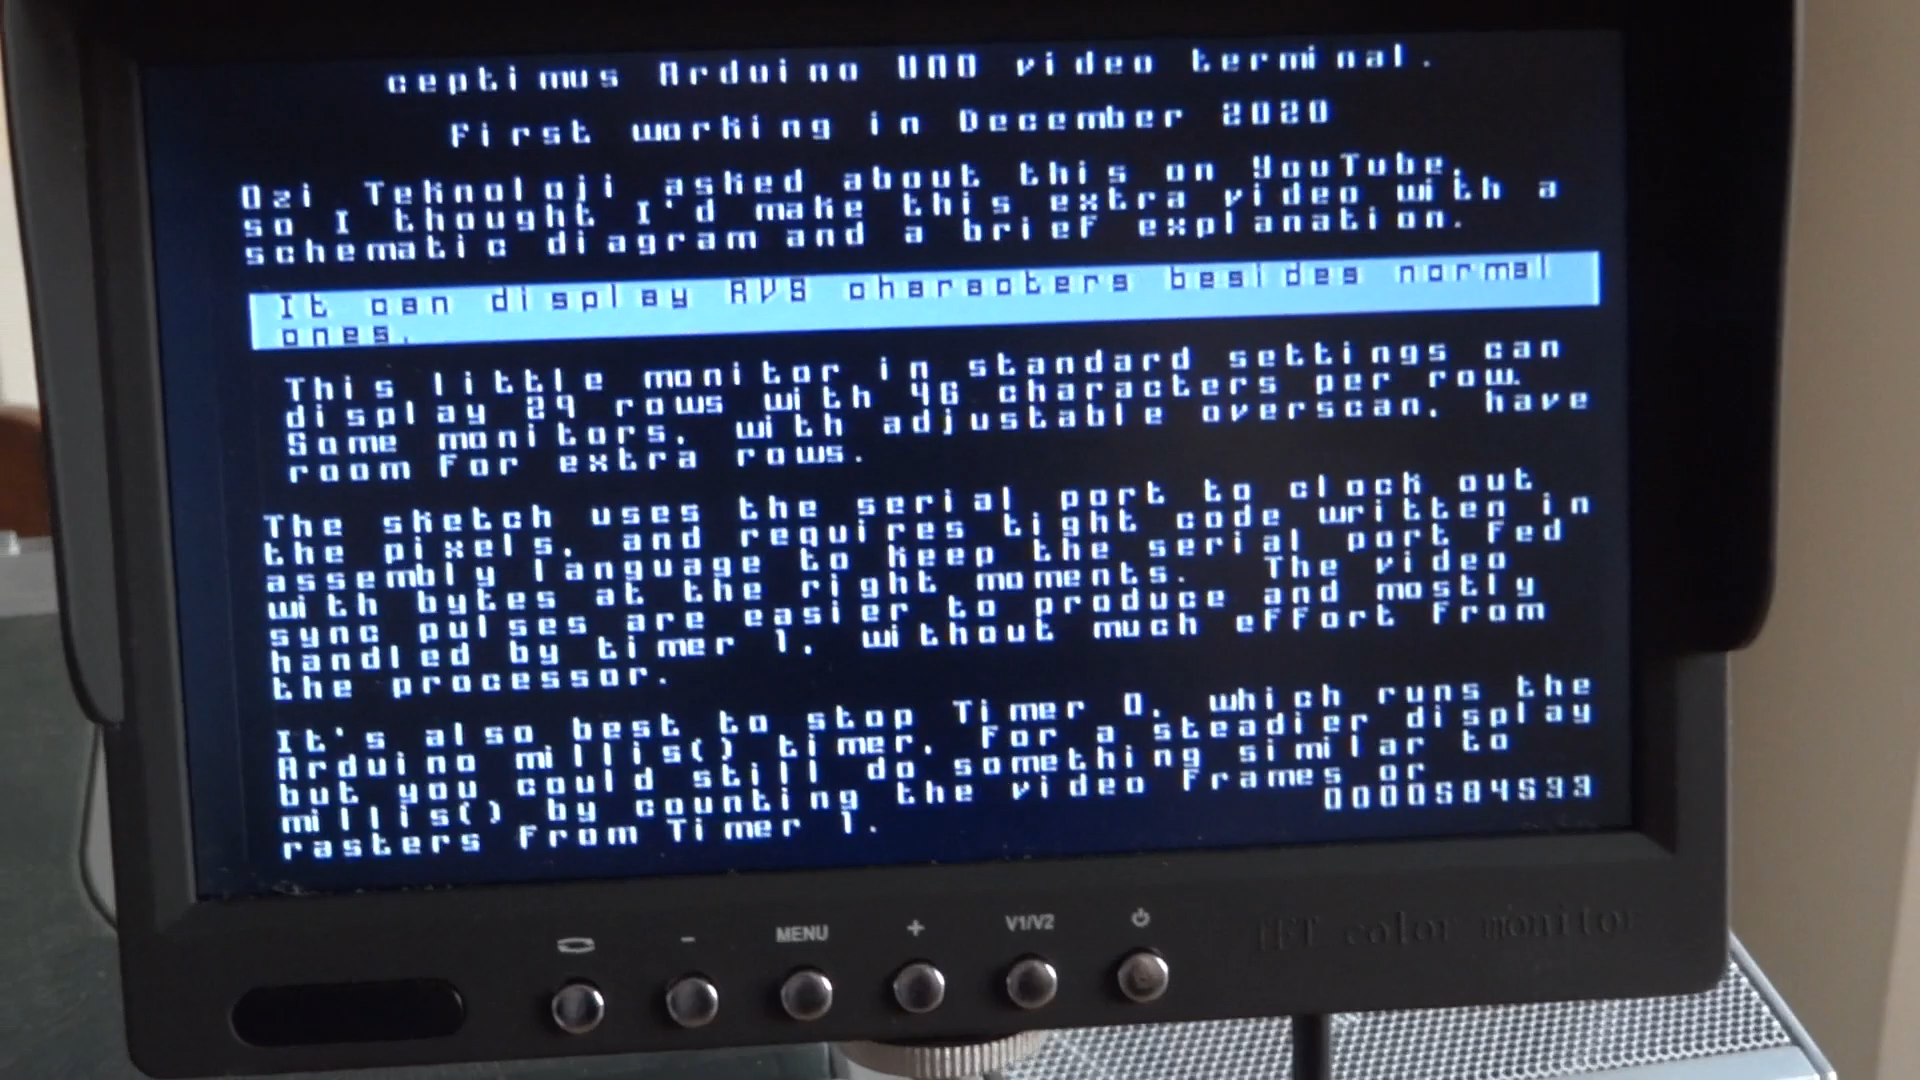 ceptimus Arduino UNO video terminal.
First working in December 2020
Ozi Teknoloji asked about this on YouTube,
so I thought I'd make this extra video with a
schematic diagram and a brief explanation.
It can display RVS characters besides normal
ones.
This little monitor in standard settings can
display 29 rows with 46 characters per row.
Some monitors, with adjustable overscan, have
room for extra rows.
The sketch uses the serial port to clock out
the pixels, and requires tight code written in
assembly language to keep the serial port fed
with bytes at the right moments. The video
sync pulses are easier to produce and mostly
handled by timer 1, without much effort from
the processor.
It's also best to stop Timer 0, which runs the
Arduino millis() timer, for a steadier display
but you could still do something similar to
millis() by counting the video frames or
rasters from Timer 1.
0000584533
- MENU + V1/V2
TFT color monitor